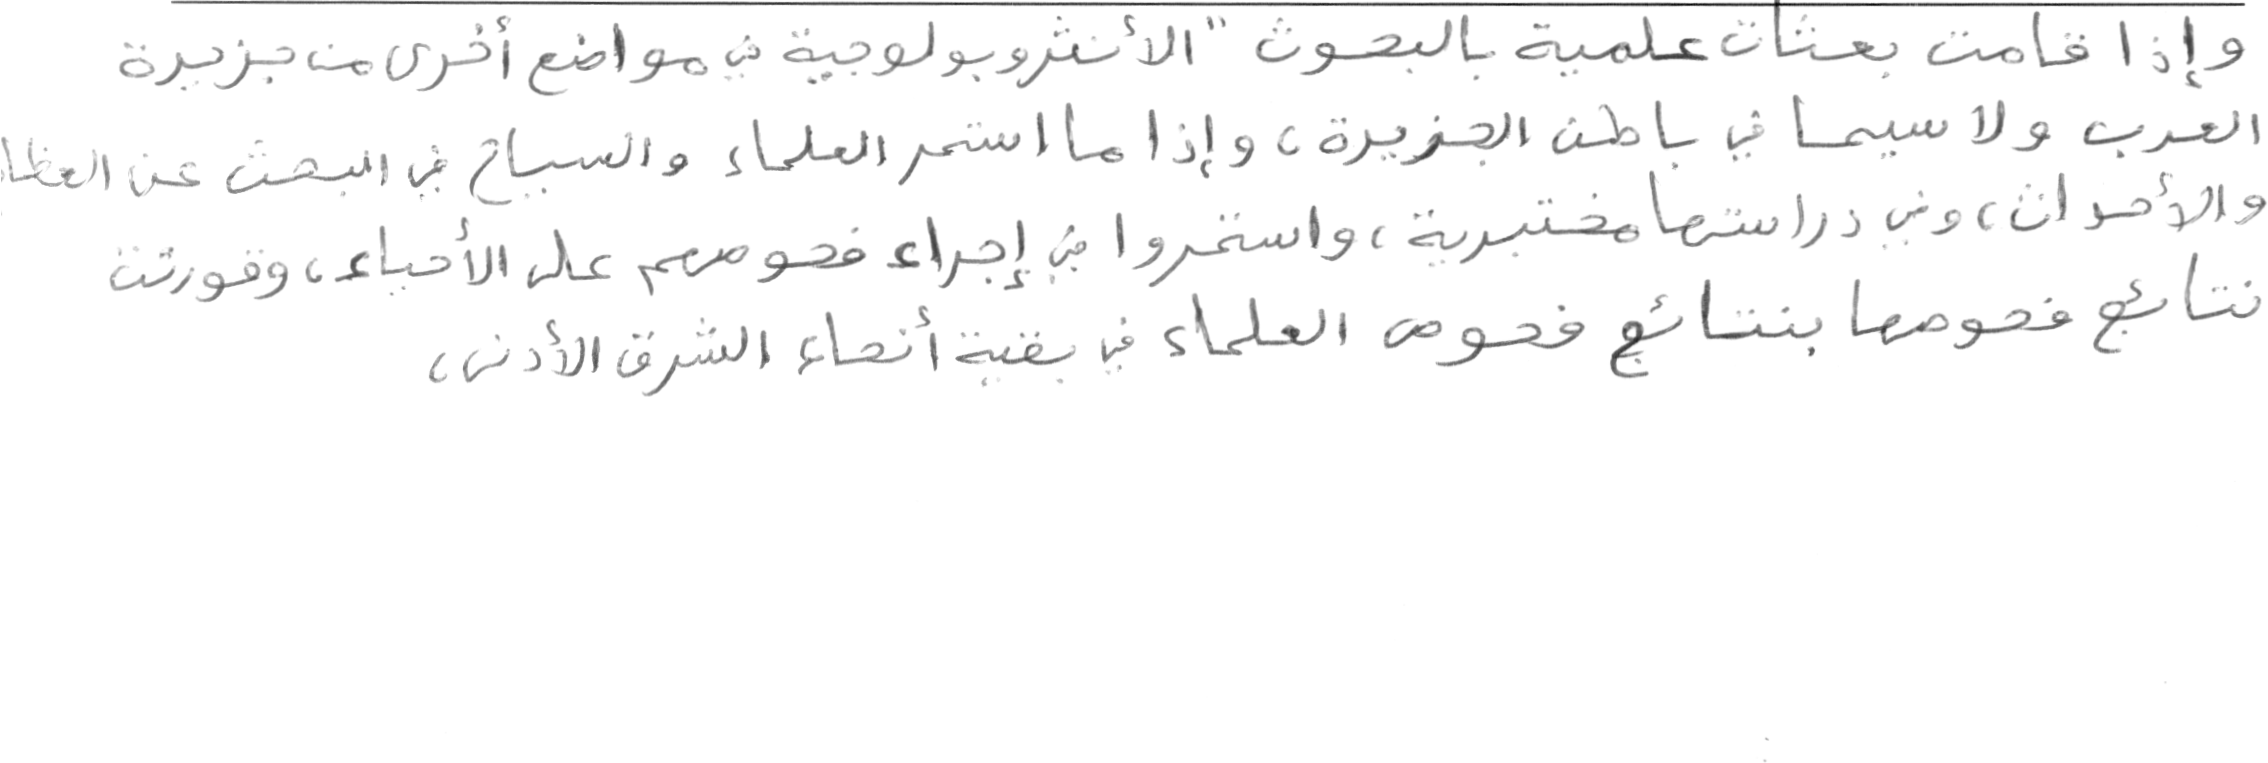 وإذا قامت بعثات علمية بالبحوث "الأنثروبولوجية في مواضع أخرى من جزيرة
العرب ولا سيما في باطن الجزيرة، وإذا ما استمر العلماء والسياح في البحث عن العظا
والأحداث، وفي دراستها مختبرية، واستمروا في إجراء فحوصهم على الأحياء، وقورنت
نتائج فحوصها بنتائج فحوص العلماء في بقية أنحاء الشرق الأدنى،